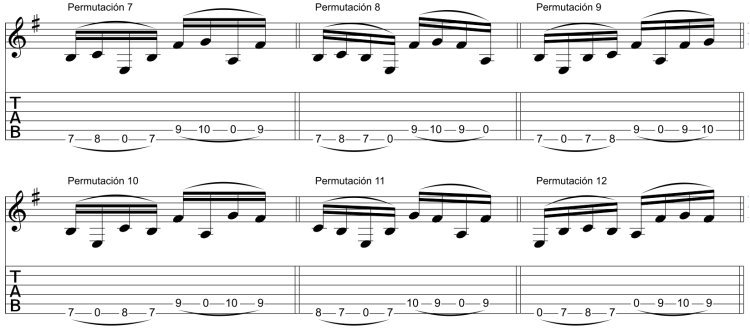 Permutación 7 Permutación 8 Permutación 9
T
A
B
9 10 0 9 9 10 9 0 9 0 9 10
7 8 0 7 7 8 7 0 7 0 7 8
Permutación 10 Permutación 11 Permutación 12
T
A
B
9 0 10 9 10 9 0 9 0 9 10 9
7 0 8 7 8 7 0 7 0 7 8 7